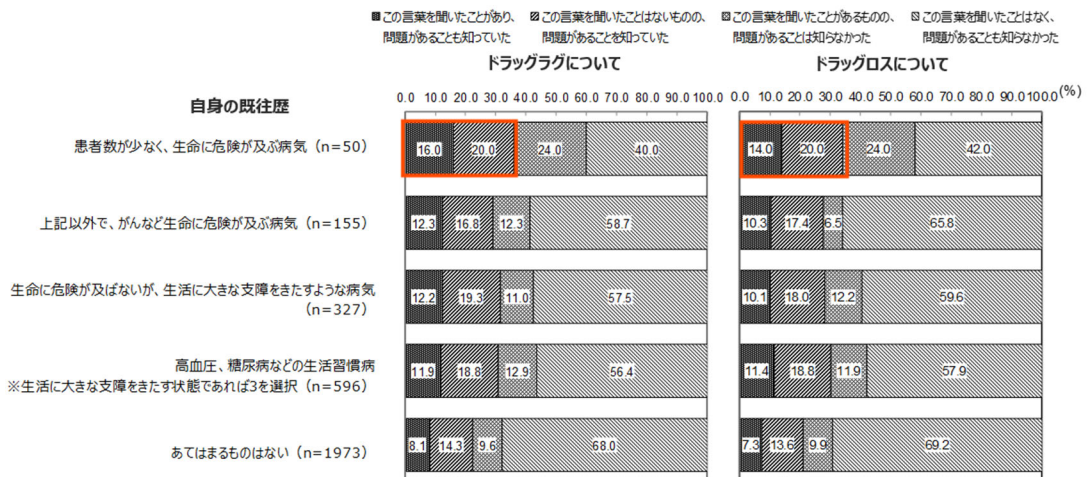 この言葉を聞いたことがあり、 この言葉を聞いたことはないものの、 この言葉を聞いたことがあるものの、 この言葉を聞いたことはなく、
問題があることも知っていた 問題があることを知っていた 問題があることは知らなかった 問題があることも知らなかった
ドラッグラグについて ドラッグロスについて
自身の既往歴
0.0 10.0 20.0 30.0 40.0 50.0 60.0 70.0 80.0 90.0 100.0 0.0 10.0 20.0 30.0 40.0 50.0 60.0 70.0 80.0 90.0 100.0 (%)
患者数が少なく、生命に危険が及ぶ病気（n=50） 16.0 20.0 24.0 40.0 14.0 20.0 24.0 42.0
上記以外で、がんなど生命に危険が及ぶ病気（n=155） 12.3 16.8 12.3 58.7 10.3 17.4 6.5 65.8
生命に危険が及ばないが、生活に大きな支障をきたすような病気
（n=327） 12.2 19.3 11.0 57.5 10.1 18.0 12.2 59.6
高血圧、糖尿病などの生活習慣病
※生活に大きな支障をきたす状態であれば3を選択（n=596） 11.9 18.8 12.9 56.4 11.4 18.8 11.9 57.9
あてはまるものはない（n=1973） 8.1 14.3 9.6 68.0 7.3 13.6 9.9 69.2